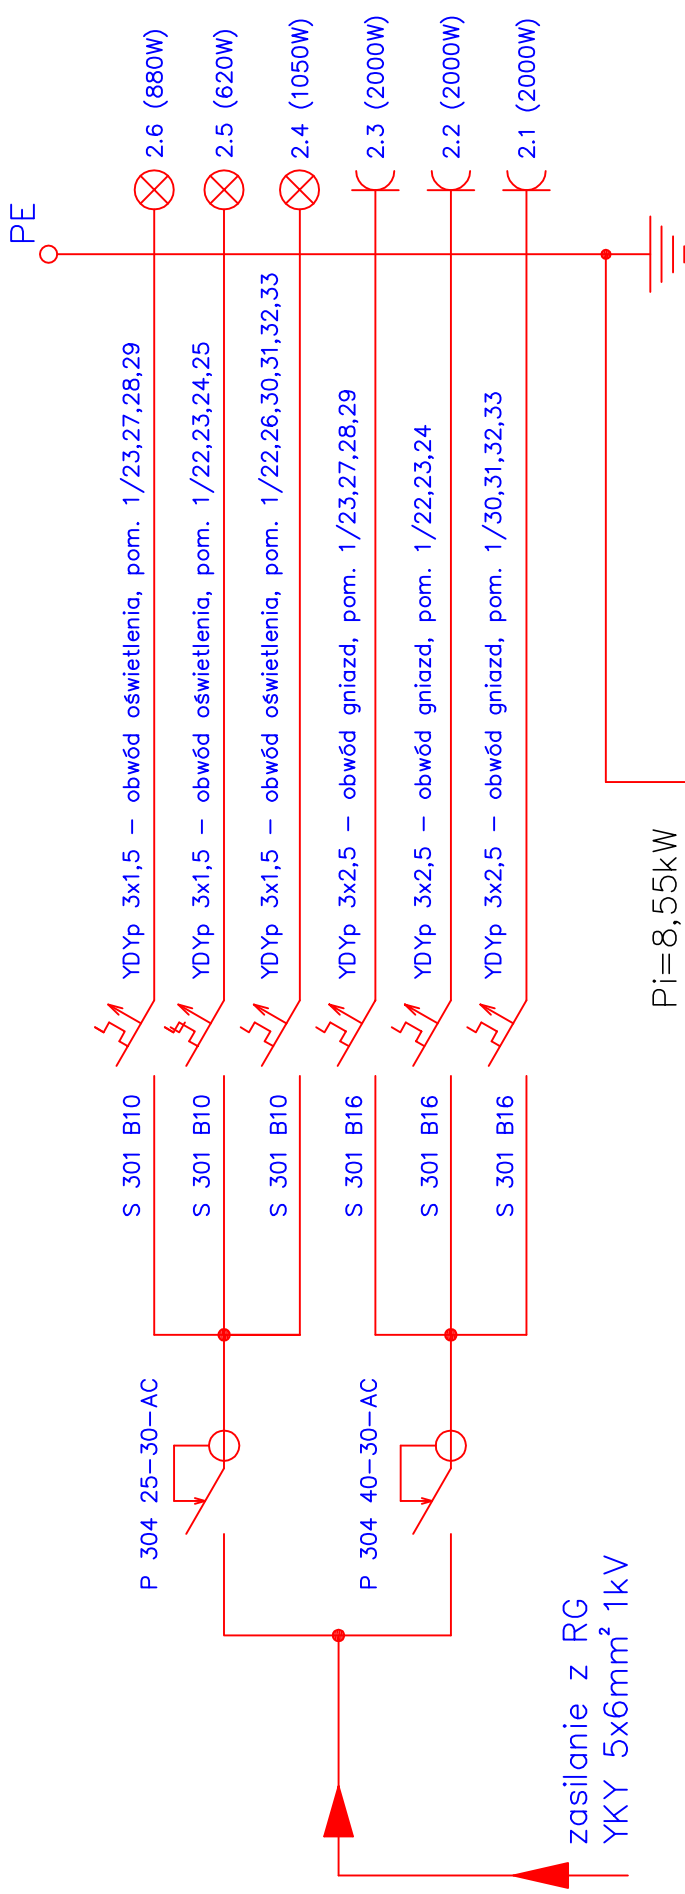 PE
2.6 (880W)
2.5 (620W)
2.4 (1050W)
2.3 (2000W)
2.2 (2000W)
2.1 (2000W)
YDYp 3x1,5 – obwód oświetlenia, pom. 1/23,27,28,29
YDYp 3x1,5 – obwód oświetlenia, pom. 1/22,23,24,25
YDYp 3x1,5 – obwód oświetlenia, pom. 1/22,26,30,31,32,33
YDYp 3x2,5 – obwód gniazd, pom. 1/23,27,28,29
YDYp 3x2,5 – obwód gniazd, pom. 1/22,23,24
YDYp 3x2,5 – obwód gniazd, pom. 1/30,31,32,33
S 301 B10
S 301 B10
S 301 B10
S 301 B16
S 301 B16
S 301 B16
P 304 25–30–AC
P 304 40–30–AC
Pi=8,55kW
zasilanie z RG
YKY 5x6mm² 1kV